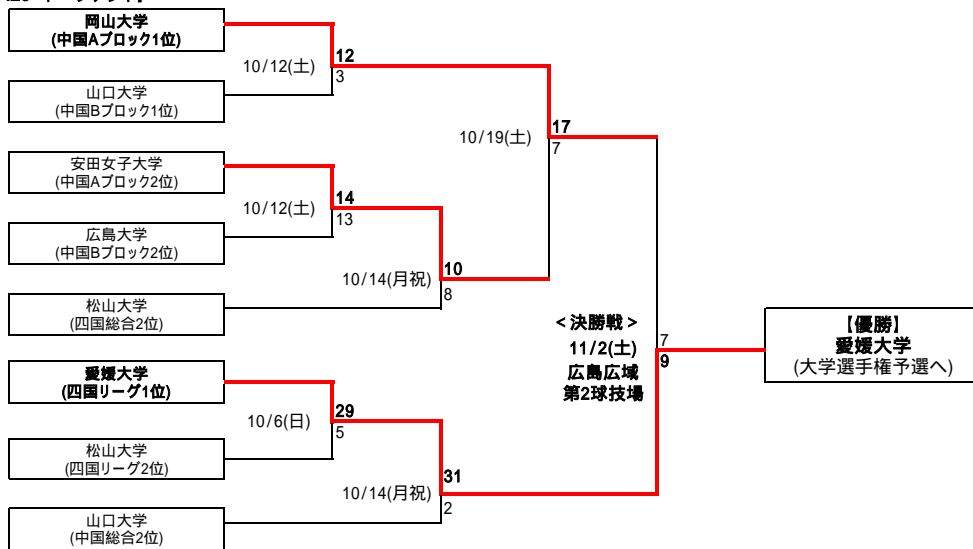 岡山大学
(中国Aブロック1位)
10/12(土)
12
3
山口大学
(中国Bブロック1位)
10/19(土)
17
7
安田女子大学
(中国Aブロック2位)
10/12(土)
14
13
広島大学
(中国Bブロック2位)
10/14(月祝)
10
8
松山大学
(四国総合2位)
<決勝戦>
11/2(土)
広島広域
第2球技場
7
9
【優勝】
愛媛大学
(大学選手権予選へ)
愛媛大学
(四国リーグ1位)
10/6(日)
29
5
松山大学
(四国リーグ2位)
10/14(月祝)
31
2
山口大学
(中国総合2位)